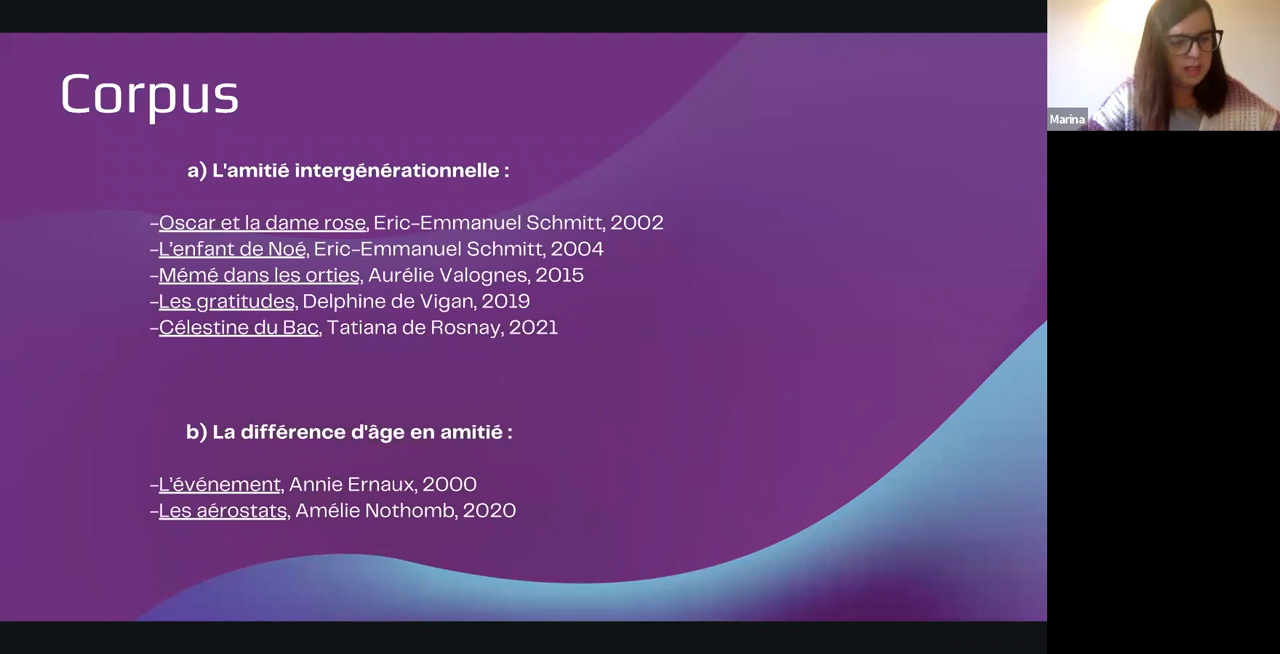 Corpus
a) L'amitié intergénérationnelle :
-Oscar et la dame rose, Eric-Emmanuel Schmitt, 2002
-L'enfant de Noé, Eric-Emmanuel Schmitt, 2004
-Mémé dans les orties, Aurélie Valognes, 2015
-Les gratitudes, Delphine de Vigan, 2019
-Célestine du Bac, Tatiana de Rosnay, 2021
b) La différence d'âge en amitié :
-L'événement, Annie Ernaux, 2000
-Les aérostats, Amélie Nothomb, 2020
Marina